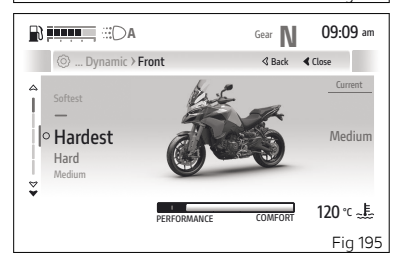 A Gear N 09:09 am
... Dynamic › Front Back Close
Softest Current
Hardest Medium
Hard
Medium
PERFORMANCE COMFORT 120 °C
Fig 195